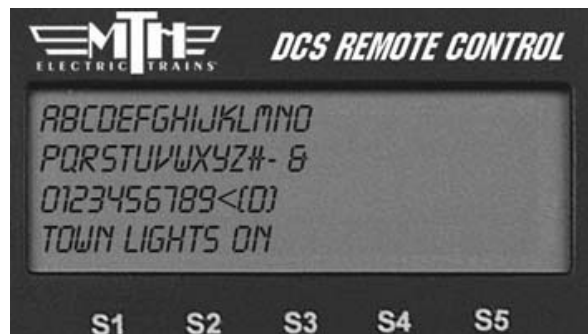 MTH
ELECTRIC TRAINS
DCS REMOTE CONTROL
ABCDEFGHIJKLMNO
PQRSTUVWXYZ#- &
0123456789<(D)
TOWN LIGHTS ON
S1 S2 S3 S4 S5